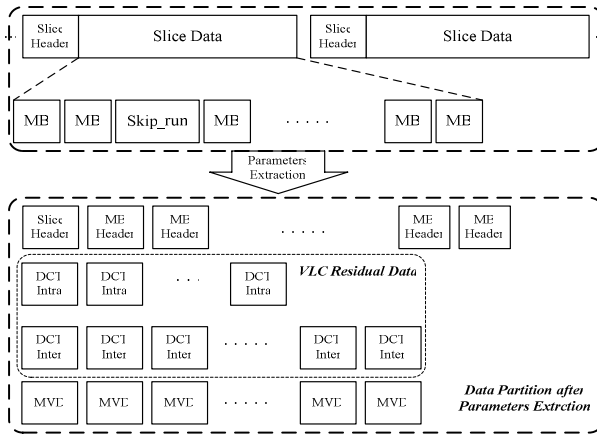 Slice Header
Slice Data
Slice Header
Slice Data
MB MB Skip_run MB . . . . . MB MB
Parameters
Extraction
Slice Header
MB Header
MB Header
. . . . .
MB Header
MB Header
VLC Residual Data
DCT Intra
DCT Intra
. . .
DCT Intra
DCT Inter
DCT Inter
DCT Inter
. . . . .
DCT Inter
DCT Inter
MVD MVD MVD . . . . . MVD MVD
Data Partition after
Parameters Extrction